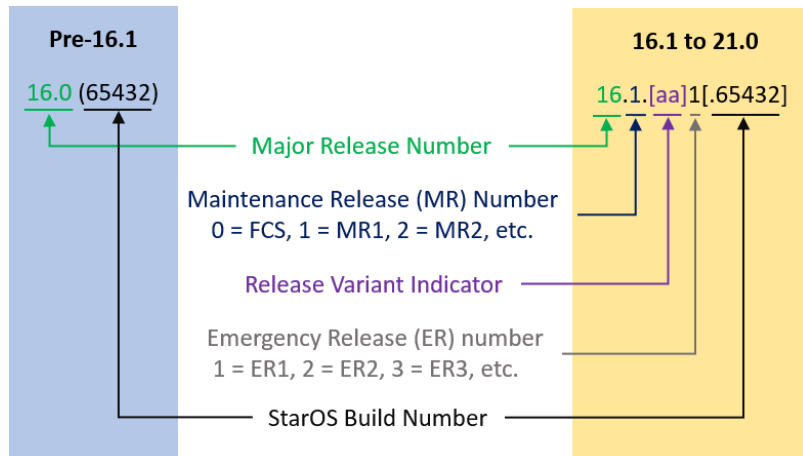 Pre-16.1
16.1 to 21.0
16.0 (65432)
16.1.[aa]1[.65432]
Major Release Number
Maintenance Release (MR) Number
0 = FCS, 1 = MR1, 2 = MR2, etc.
Release Variant Indicator
Emergency Release (ER) number
1 = ER1, 2 = ER2, 3 = ER3, etc.
StarOS Build Number